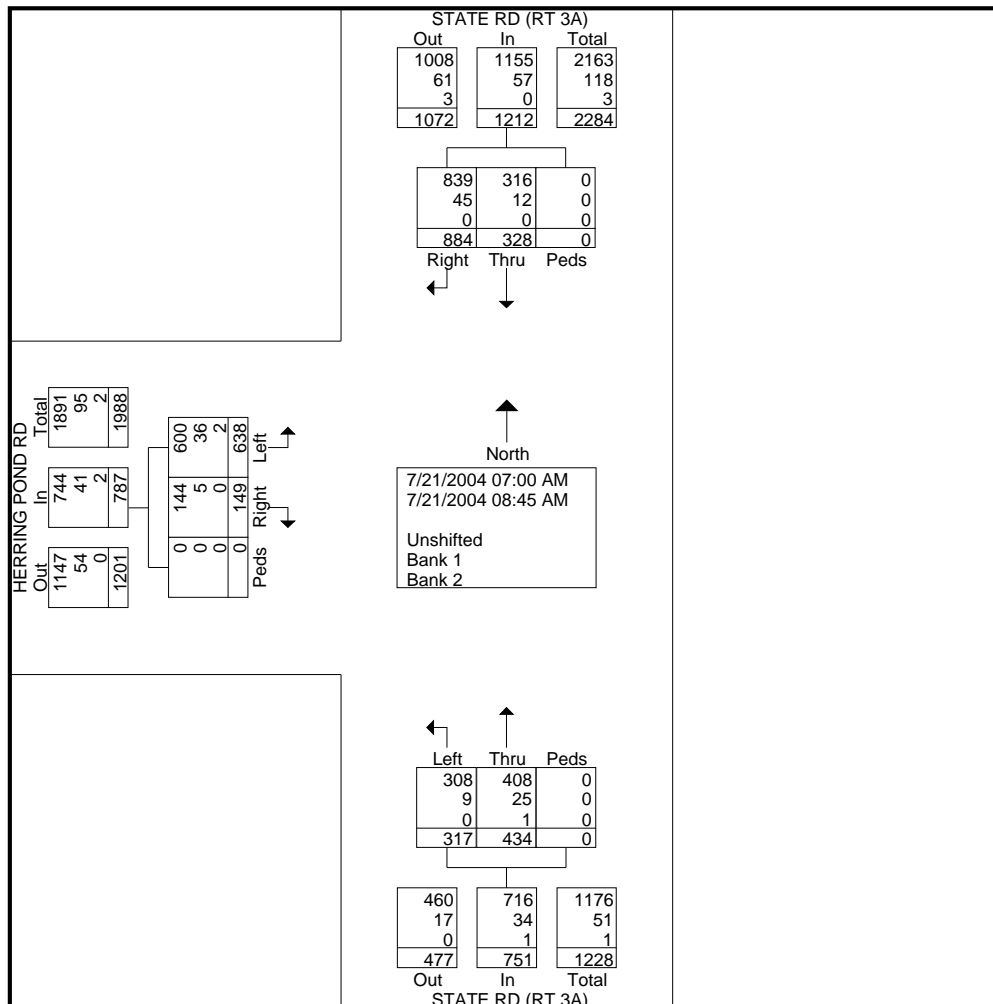 STATE RD (RT 3A)
Out In Total
1008 1155 2163
61 57 118
3 0 3
1072 1212 2284
839 316 0
45 12 0
0 0 0
884 328 0
Right Thru Peds
HERRING POND RD
Out In Total
1147 744 1891
54 41 95
0 2 2
1201 787 1988
0 144 600
0 5 36
0 0 2
0 149 638
Peds Right Left
North
7/21/2004 07:00 AM
7/21/2004 08:45 AM
Unshifted
Bank 1
Bank 2
Left Thru Peds
308 408 0
9 25 0
0 1 0
317 434 0
460 716 1176
17 34 51
0 1 1
477 751 1228
Out In Total
STATE RD (RT 3A)